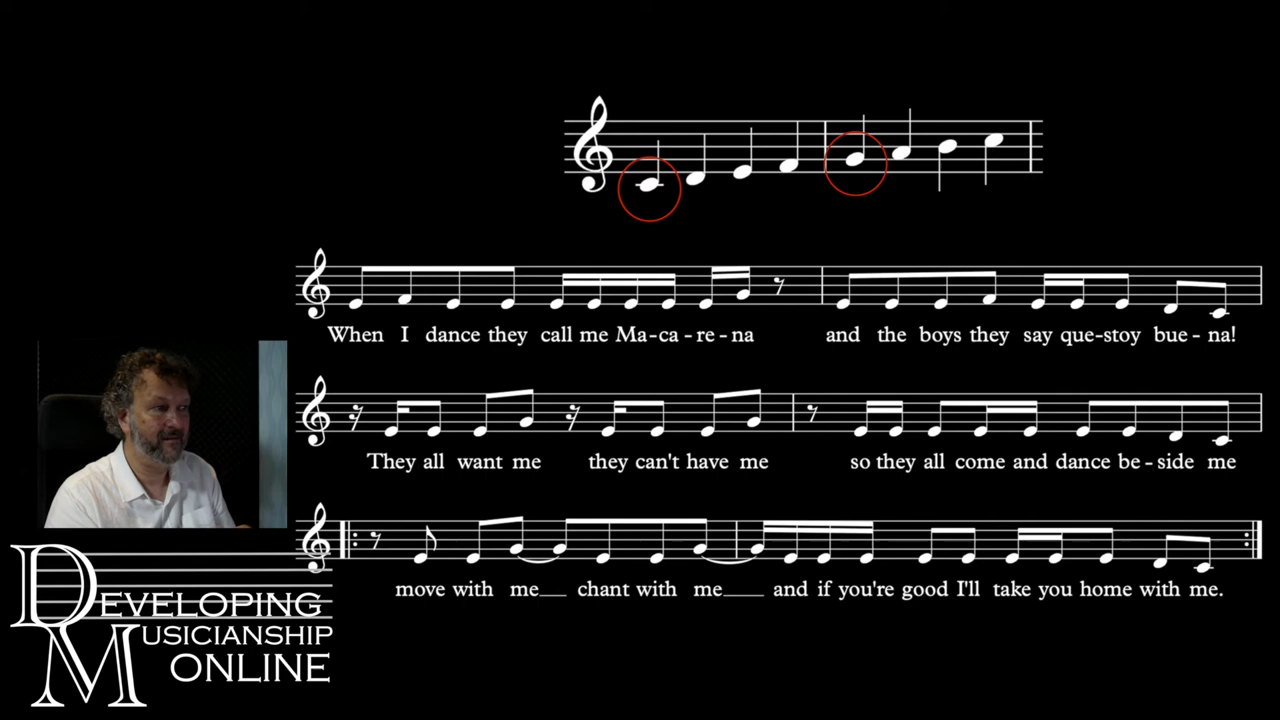 When I dance they call me Ma-ca-re-na and the boys they say que-stoy bue-na!
They all want me they can't have me so they all come and dance be-side me
move with me__ chant with me__ and if you're good I'll take you home with me.
DEVELOPING
MUSICIANSHIP
ONLINE